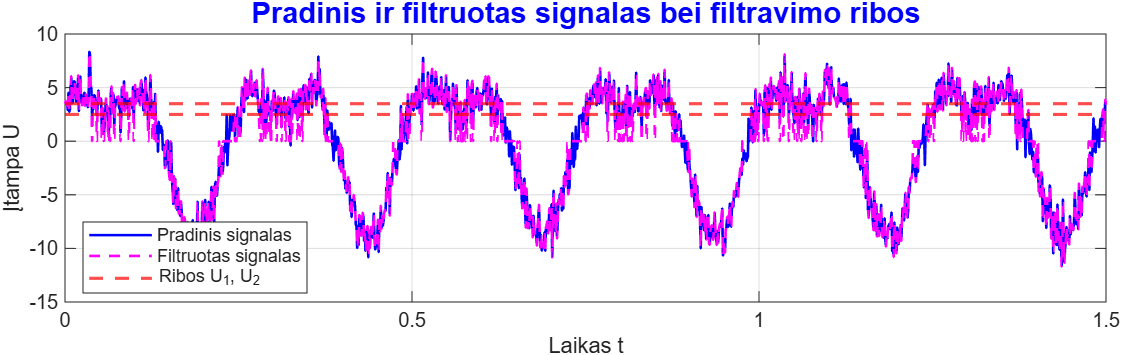 Pradinis ir filtruotas signalas bei filtravimo ribos
10
5
0
-5
-10
-15
Įtampa U
Pradinis signalas
Filtruotas signalas
Ribos U₁, U₂
0
0.5
1
1.5
Laikas t